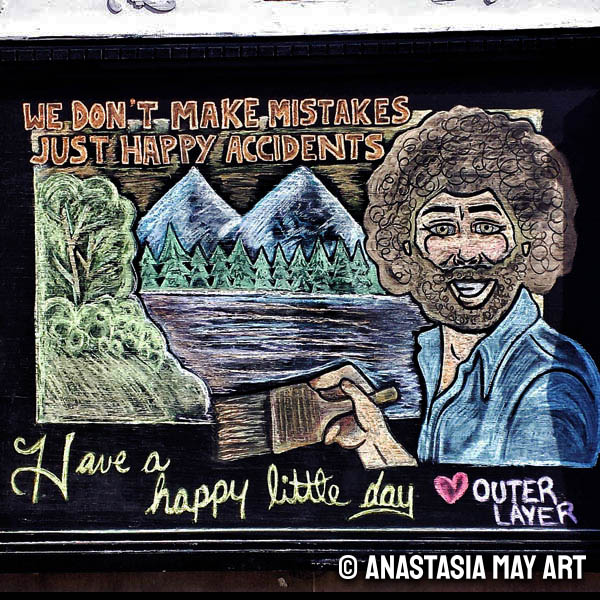 WE DON'T MAKE MISTAKES
JUST HAPPY ACCIDENTS
Have a
happy little day
OUTER
LAYER
© ANASTASIA MAY ART